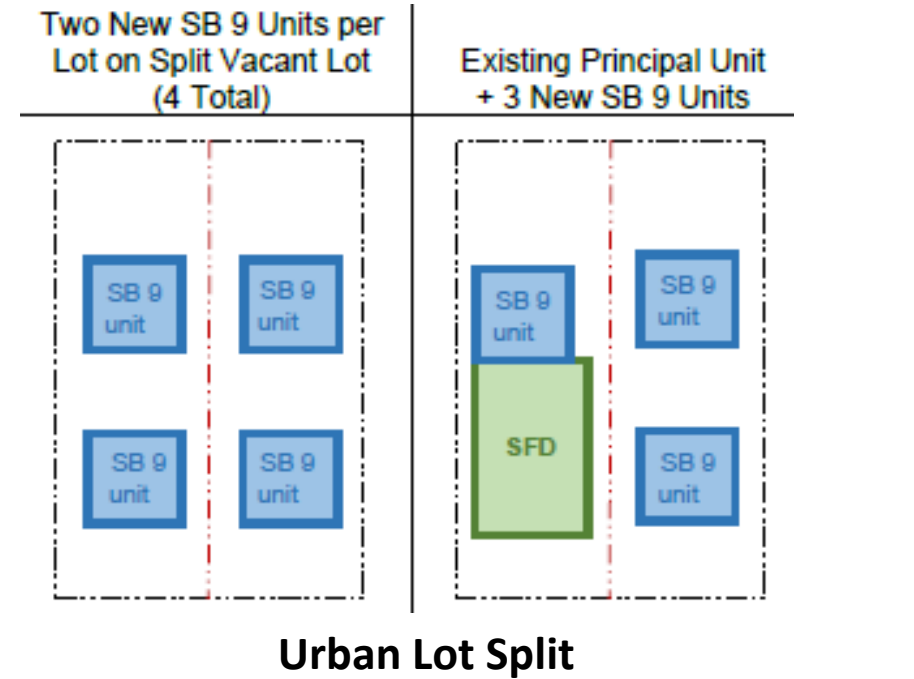 Two New SB 9 Units per
Lot on Split Vacant Lot
(4 Total)
Existing Principal Unit
+ 3 New SB 9 Units
SB 9
unit
SB 9
unit
SB 9
unit
SB 9
unit
SB 9
unit
SFD
SB 9
unit
SB 9
unit
Urban Lot Split